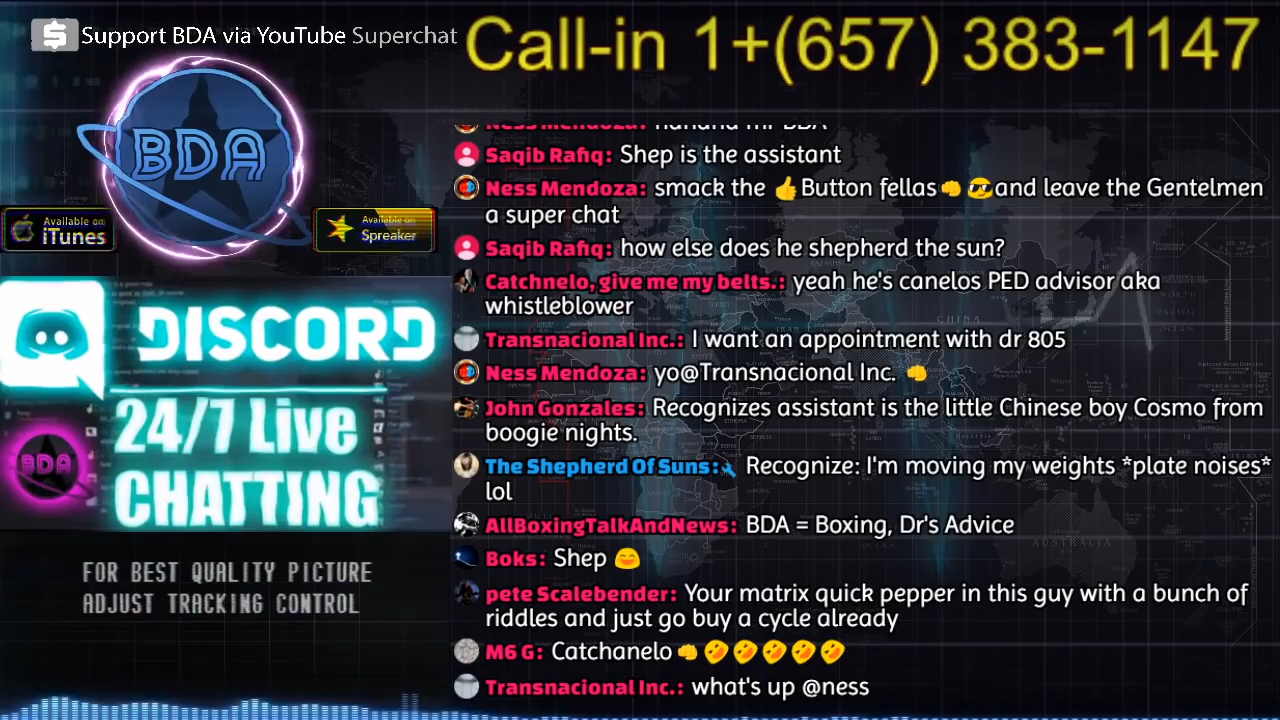 Support BDA via YouTube Superchat
Call-in 1+(657) 383-1147
BDA
Available on
iTunes
Available on
Spreaker
DISCORD
24/7 Live
CHATTING
BDA
FOR BEST QUALITY PICTURE
ADJUST TRACKING CONTROL
Ness Mendoza: hahaha mr BDA
Saqib Rafiq: Shep is the assistant
Ness Mendoza: smack the 👍Button fellas👊😎and leave the Gentelmen
a super chat
Saqib Rafiq: how else does he shepherd the sun?
Catchnelo, give me my belts.: yeah he's canelos PED advisor aka
whistleblower
Transnacional Inc.: I want an appointment with dr 805
Ness Mendoza: yo@Transnacional Inc. 👊
John Gonzales: Recognizes assistant is the little Chinese boy Cosmo from
boogie nights.
The Shepherd Of Suns:🔧 Recognize: I'm moving my weights *plate noises*
lol
AllBoxingTalkAndNews: BDA = Boxing, Dr's Advice
Boks: Shep 😊
pete Scalebender: Your matrix quick pepper in this guy with a bunch of
riddles and just go buy a cycle already
M6 G: Catchanelo👊🤣🤣🤣🤣🤣
Transnacional Inc.: what's up @ness
CHINA
AUSTRALIA